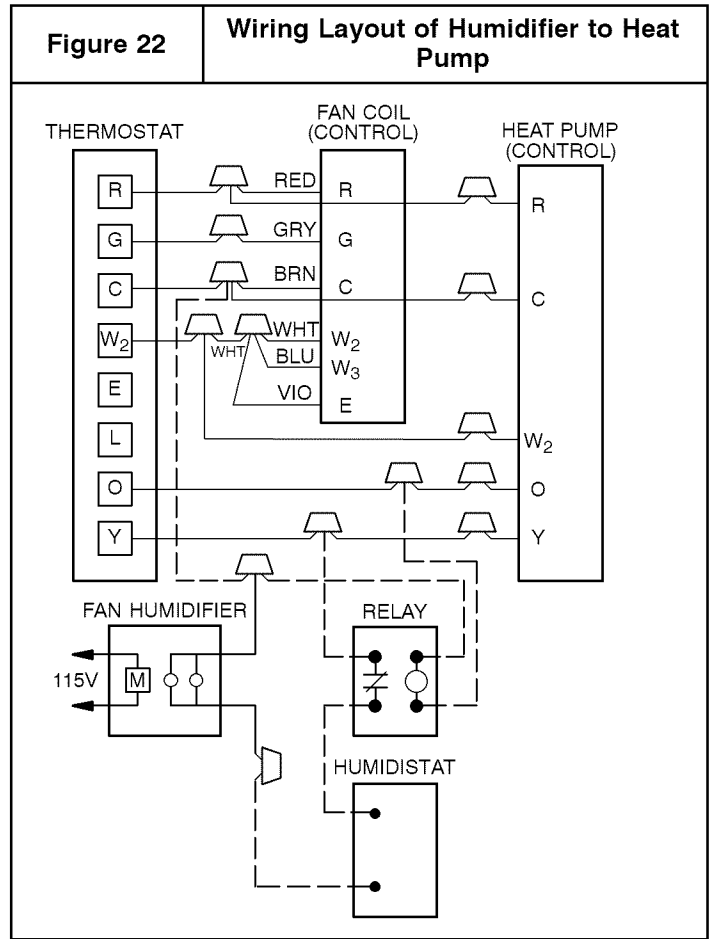 Figure 22
Wiring Layout of Humidifier to Heat
Pump
FAN COIL
(CONTROL)
THERMOSTAT
HEAT PUMP
(CONTROL)
R
RED
R
R
G
GRY
G
C
BRN
C
C
W2
WHT
WHT
W2
BLU
W3
E
VIO
E
L
W2
O
O
Y
Y
FAN HUMIDIFIER
RELAY
115V
M
HUMIDISTAT